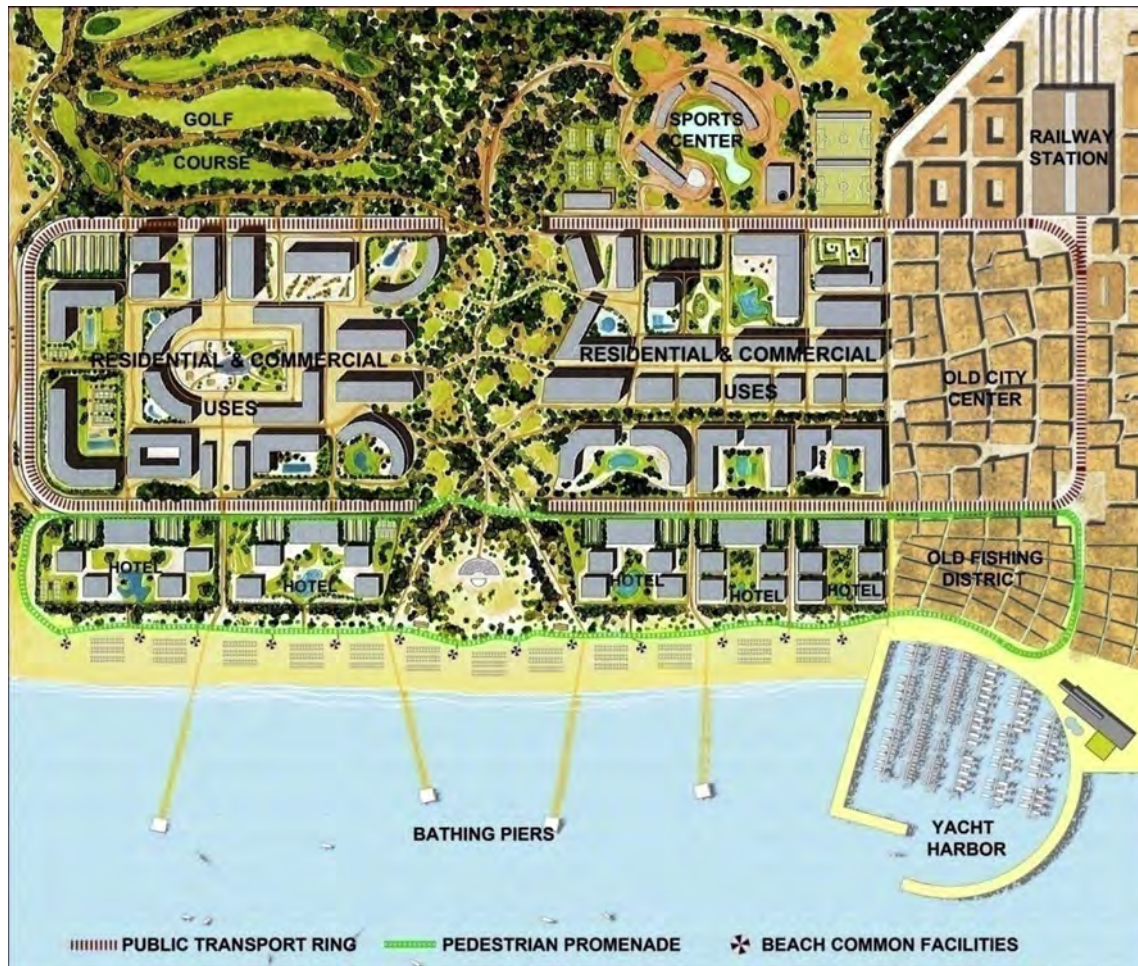 GOLF
COURSE
SPORTS
CENTER
RAILWAY
STATION
RESIDENTIAL & COMMERCIAL
USES
RESIDENTIAL & COMMERCIAL
USES
OLD CITY
CENTER
HOTEL
HOTEL
HOTEL
HOTEL
HOTEL
OLD FISHING
DISTRICT
BATHING PIERS
YACHT
HARBOR
PUBLIC TRANSPORT RING
PEDESTRIAN PROMENADE
BEACH COMMON FACILITIES